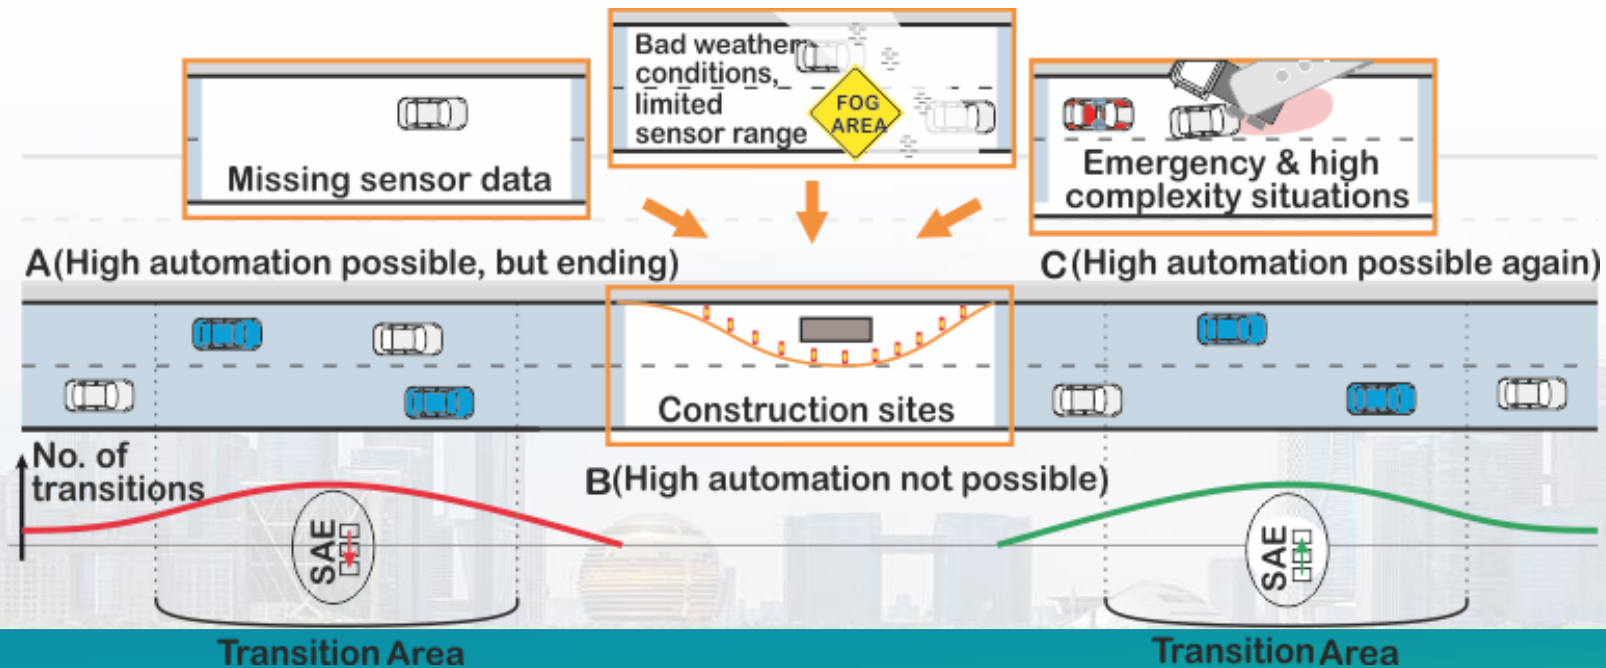 Missing sensor data
Bad weather
conditions,
limited
sensor range
FOG
AREA
Emergency & high
complexity situations
A(High automation possible, but ending)
C(High automation possible again)
Construction sites
B(High automation not possible)
No. of
transitions
SAE
SAE
Transition Area
Transition Area